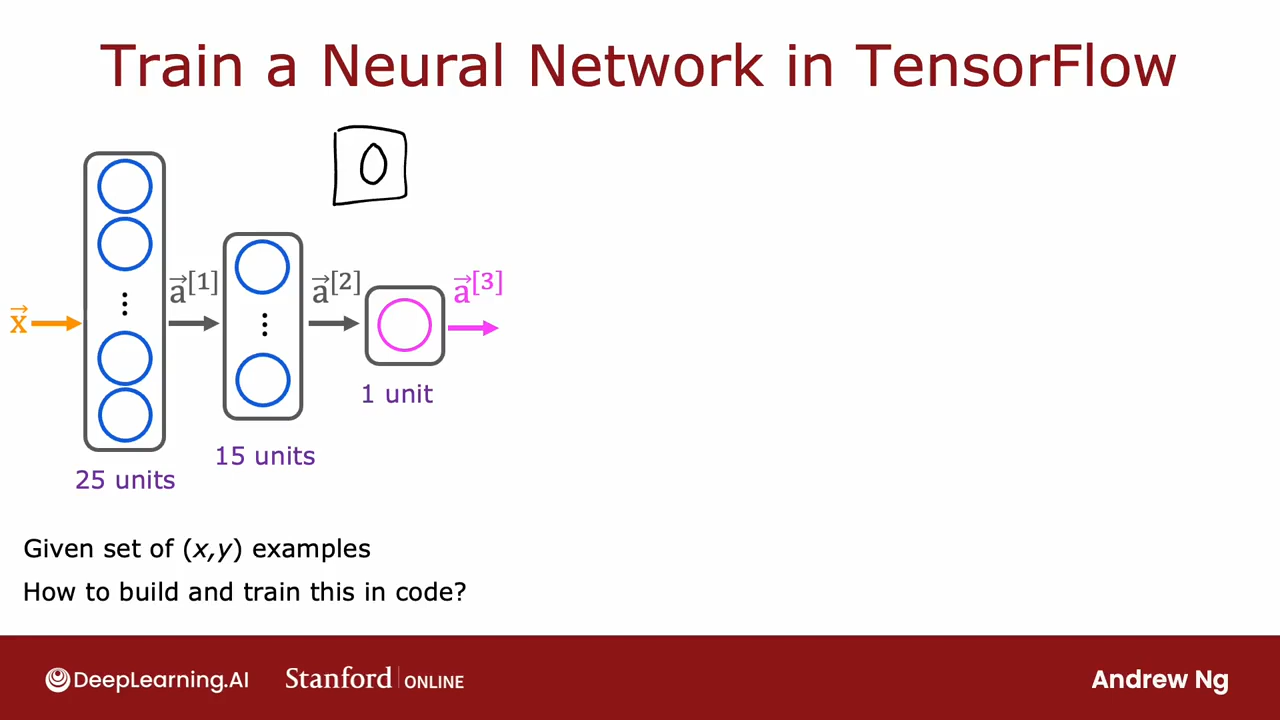 Train a Neural Network in TensorFlow
0
x⃗
a⃗[1]
a⃗[2]
a⃗[3]
1 unit
15 units
25 units
Given set of (x,y) examples
How to build and train this in code?
DeepLearning.AI
Stanford ONLINE
Andrew Ng